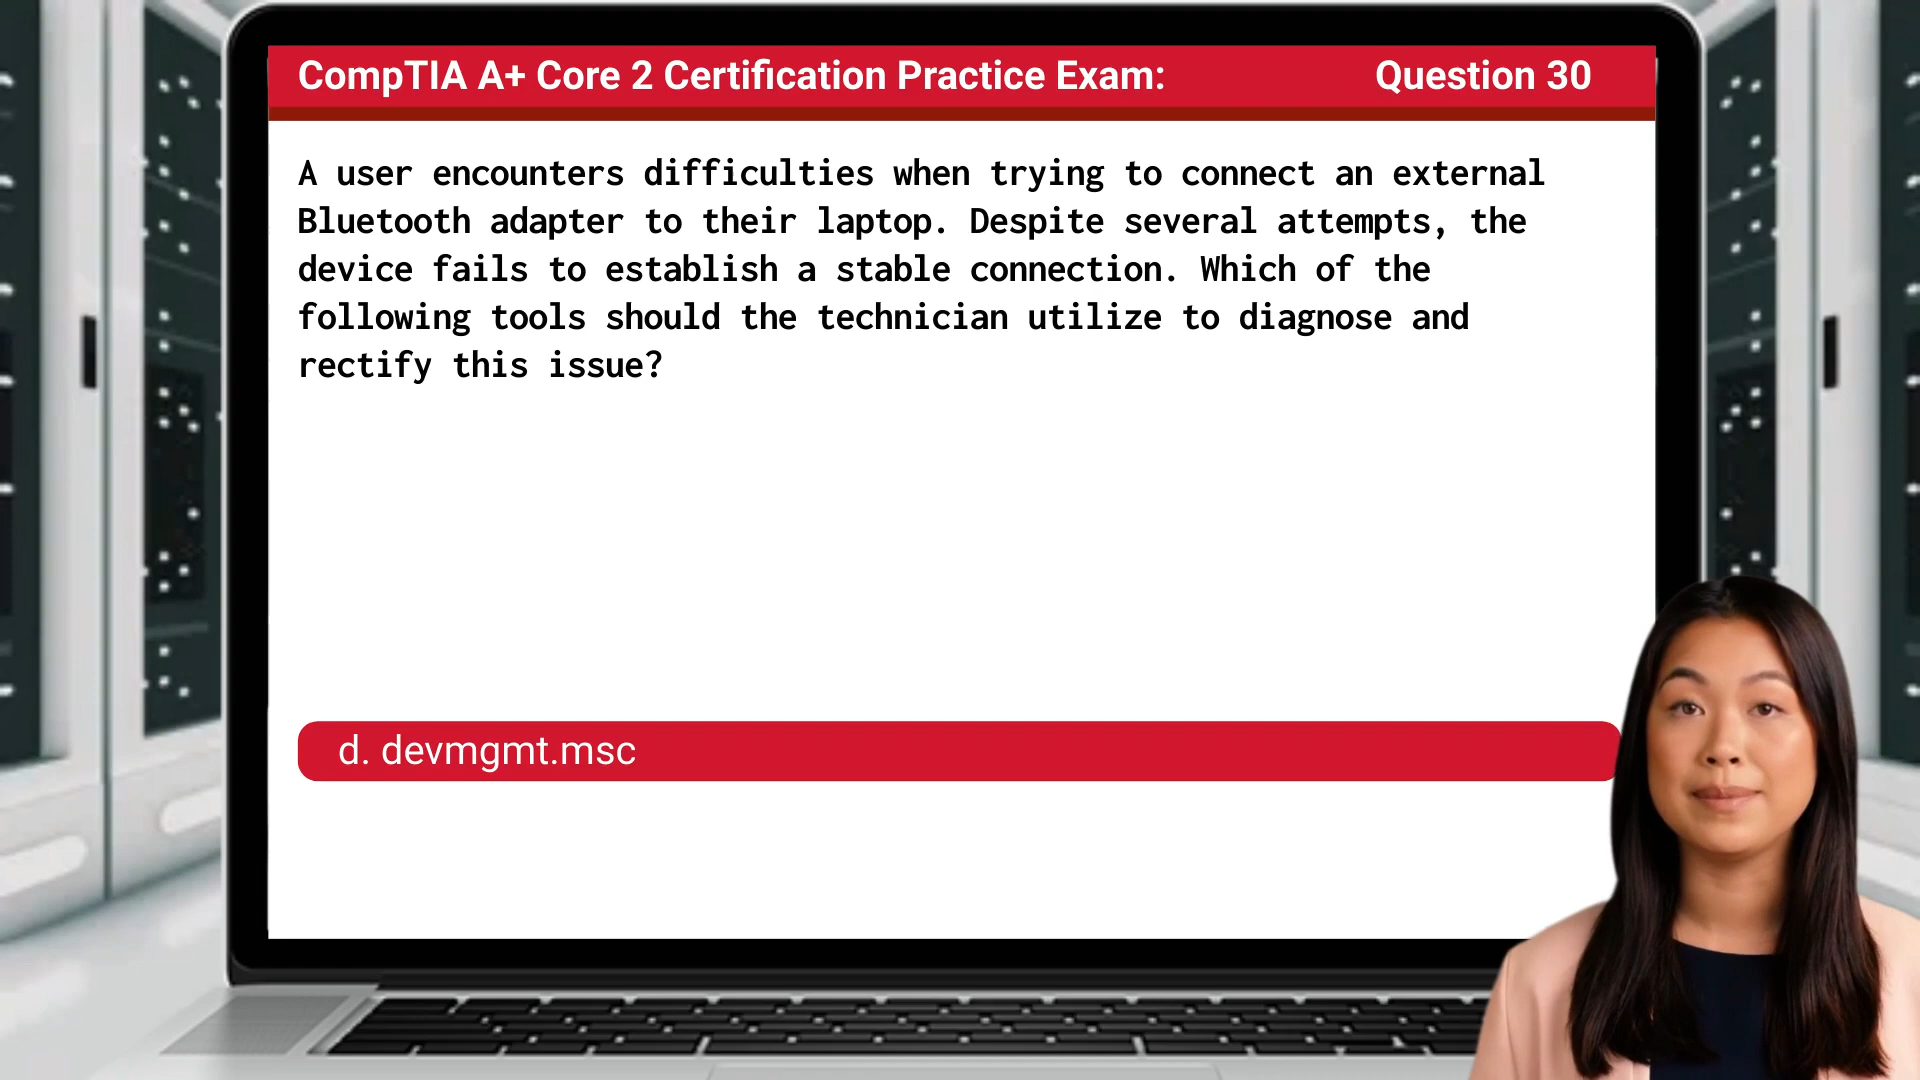 CompTIA A+ Core 2 Certification Practice Exam: Question 30
A user encounters difficulties when trying to connect an external
Bluetooth adapter to their laptop. Despite several attempts, the
device fails to establish a stable connection. Which of the
following tools should the technician utilize to diagnose and
rectify this issue?
d. devmgmt.msc